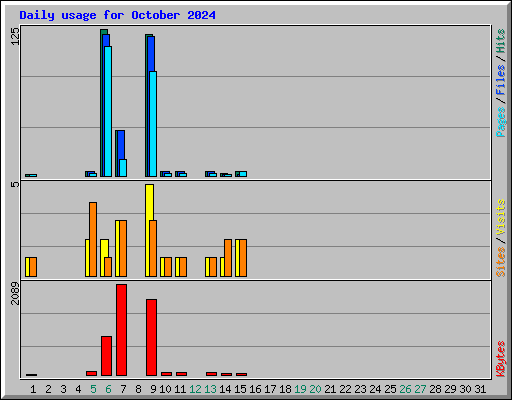 Daily usage for October 2024
125
Pages / Files / Hits
5
Sites / Visits
2089
KBytes
1 2 3 4 5 6 7 8 9 10 11 12 13 14 15 16 17 18 19 20 21 22 23 24 25 26 27 28 29 30 31